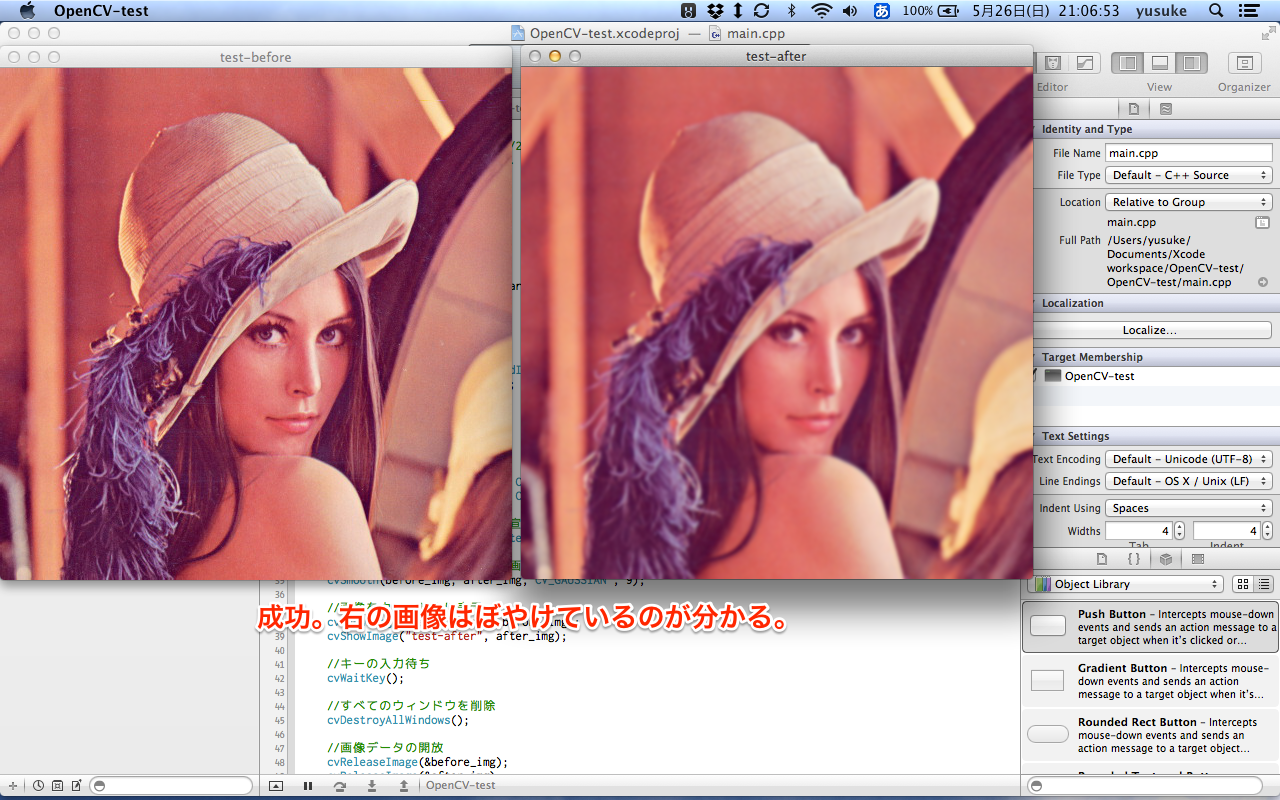 OpenCV-test
100%
5月26日(日) 21:06:53 yusuke
OpenCV-test.xcodeproj — main.cpp
test-before
test-after
Editor
View
Organizer
Identity and Type
File Name main.cpp
File Type Default - C++ Source
Location Relative to Group
main.cpp
Full Path /Users/yusuke/
Documents/Xcode
workspace/OpenCV-test/
OpenCV-test/main.cpp
Localization
Localize...
Target Membership
OpenCV-test
Text Settings
Text Encoding Default - Unicode (UTF-8)
Line Endings Default - OS X / Unix (LF)
Indent Using Spaces
Widths 4 4
Tab Indent
Object Library
Push Button – Intercepts mouse-down
events and sends an action message to a
target object when it's clicked or...
Gradient Button – Intercepts mouse-
down events and sends an action
message to a target object when it's...
Rounded Rect Button – Intercepts
mouse-down events and sends an
action message to a target object...
35 cvSmooth(before_img, after_img, CV_GAUSSIAN, 9);
36
成功。右の画像はぼやけているのが分かる。
39 cvShowImage("test-after", after_img);
40
41 //キーの入力待ち
42 cvWaitKey();
43
44 //すべてのウィンドウを削除
45 cvDestroyAllWindows();
46
47 //画像データの開放
48 cvReleaseImage(&before_img);
OpenCV-test